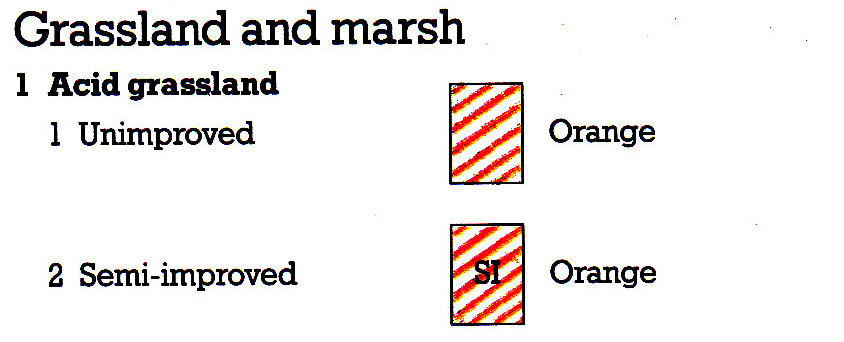 Grassland and marsh
1 Acid grassland
1 Unimproved Orange
2 Semi-improved SI Orange